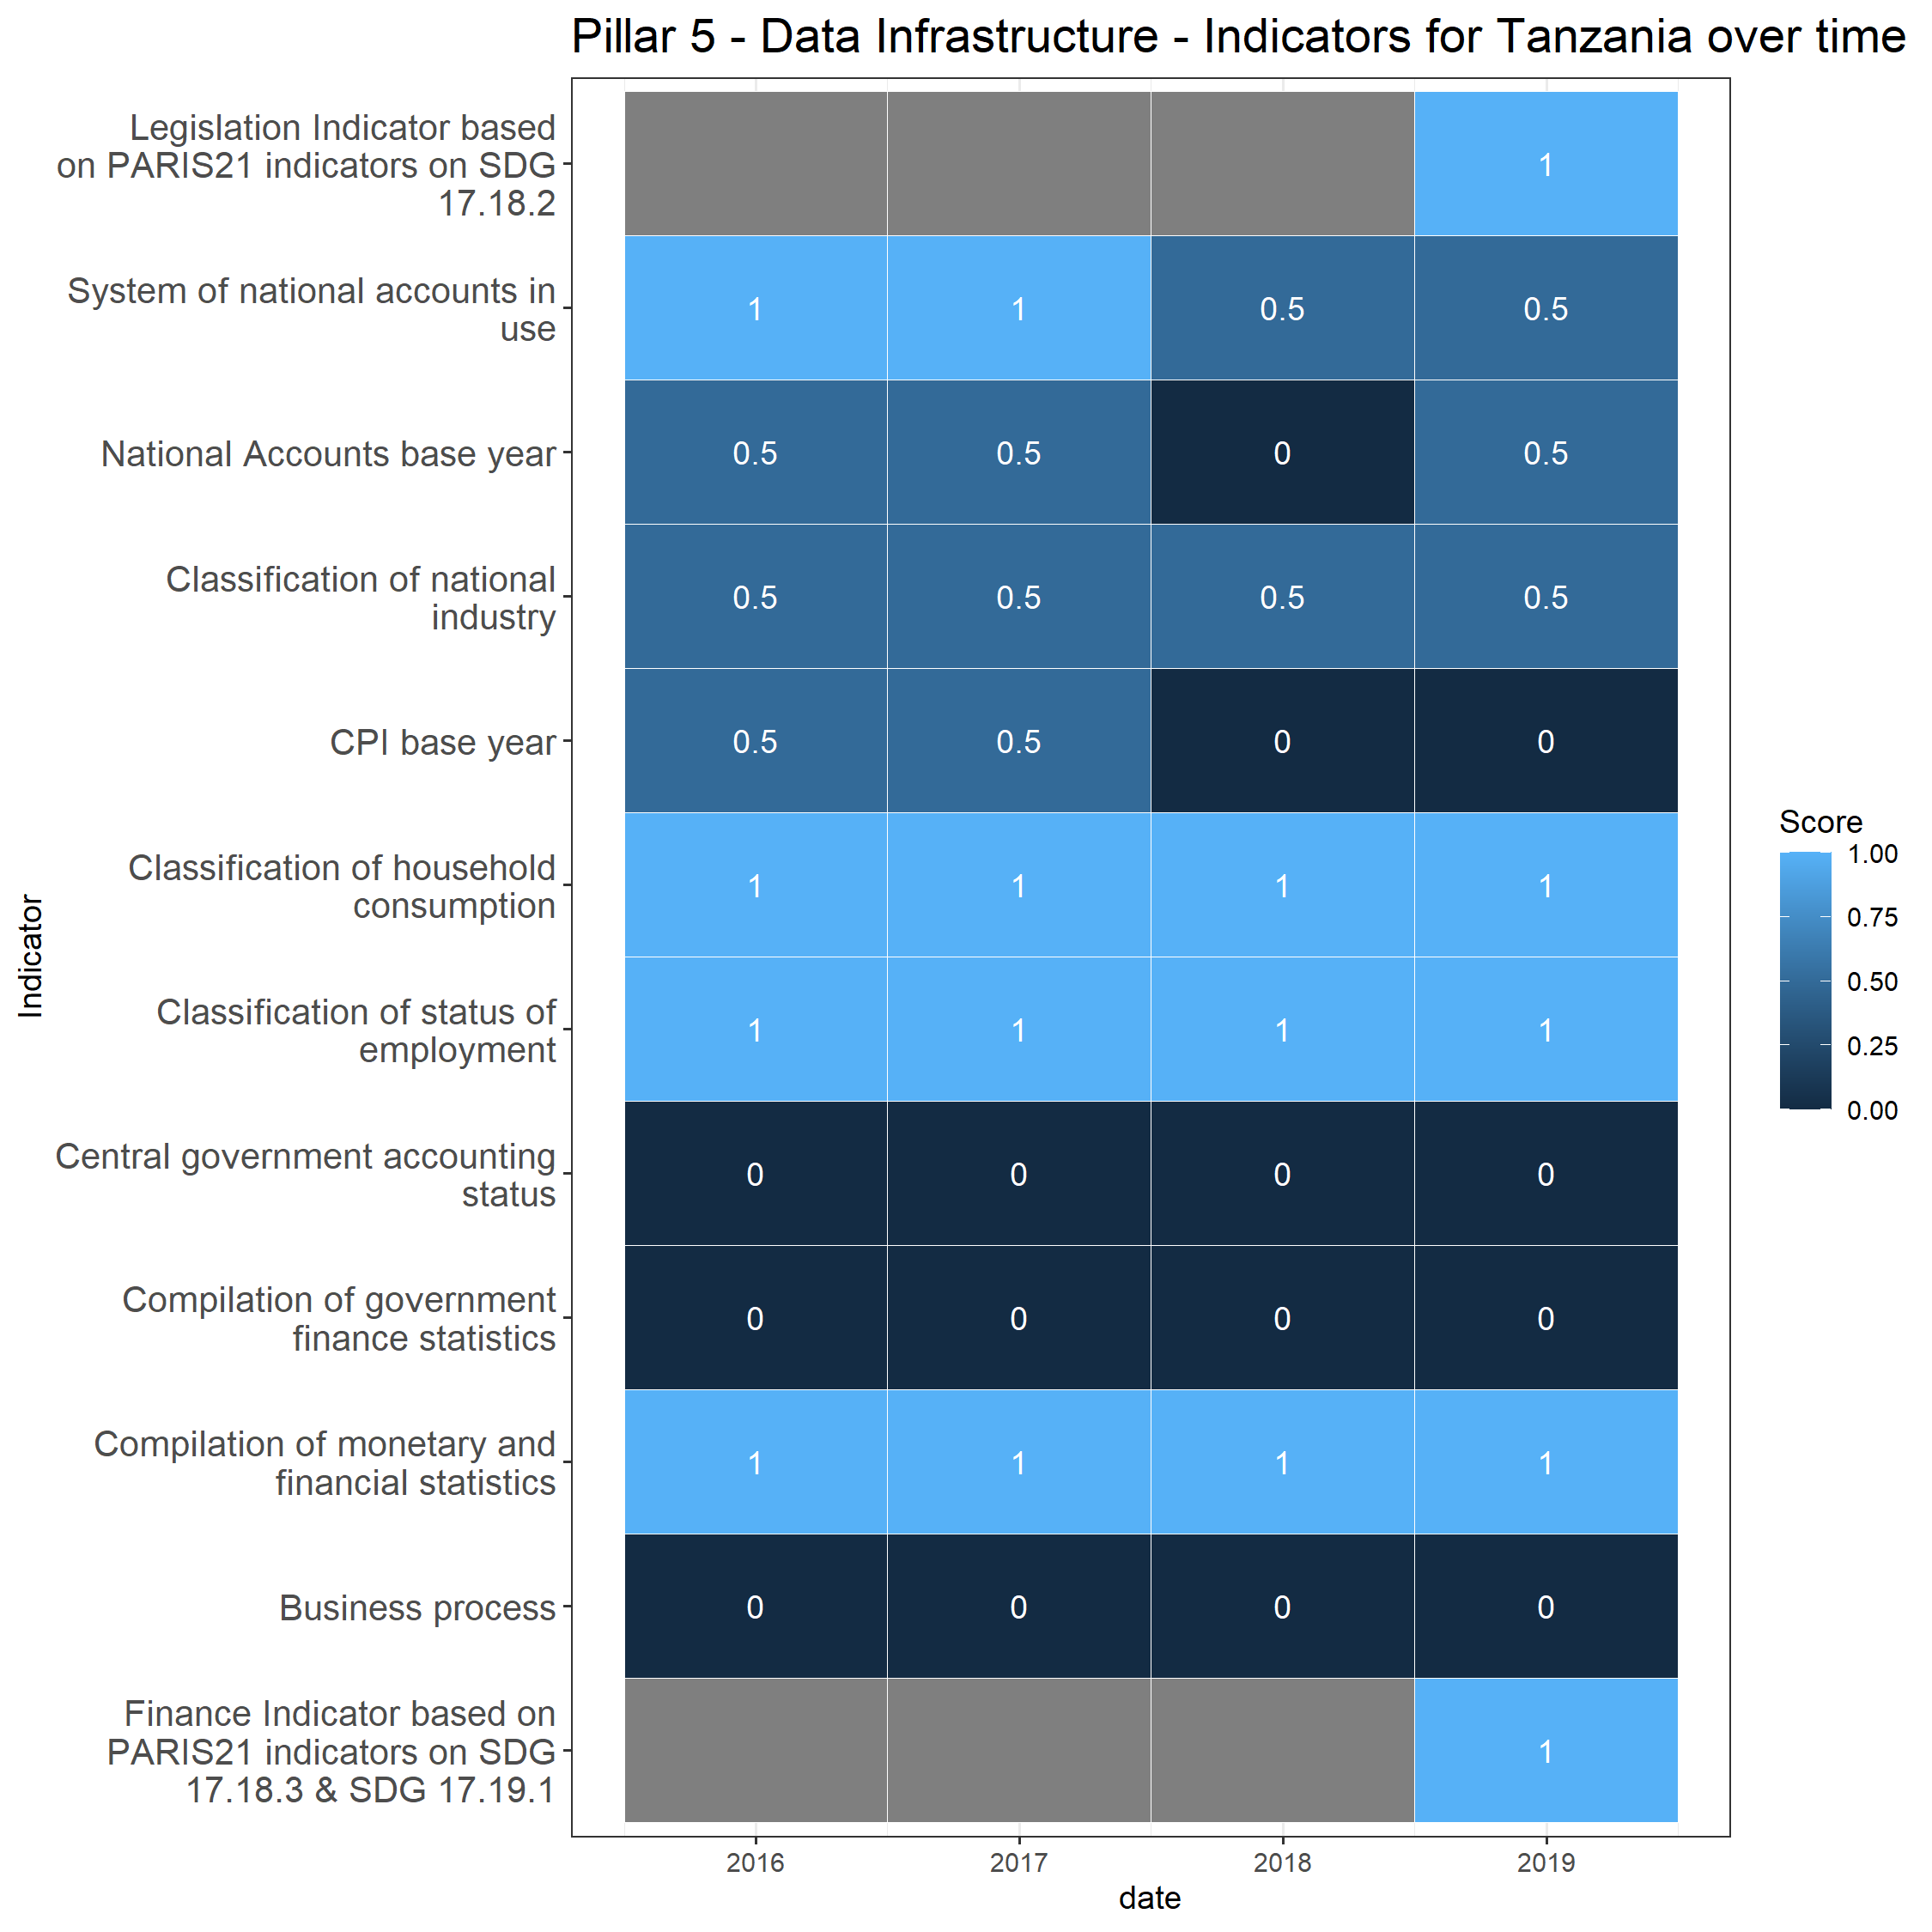 Pillar 5 - Data Infrastructure - Indicators for Tanzania over time
Legislation Indicator based
on PARIS21 indicators on SDG
17.18.2
1
System of national accounts in
use
1 1 0.5 0.5
National Accounts base year
0.5 0.5 0 0.5
Classification of national
industry
0.5 0.5 0.5 0.5
CPI base year
0.5 0.5 0 0
Classification of household
consumption
1 1 1 1
Classification of status of
employment
1 1 1 1
Central government accounting
status
0 0 0 0
Compilation of government
finance statistics
0 0 0 0
Compilation of monetary and
financial statistics
1 1 1 1
Business process
0 0 0 0
Finance Indicator based on
PARIS21 indicators on SDG
17.18.3 & SDG 17.19.1
1
Indicator
2016 2017 2018 2019
date
Score
1.00
0.75
0.50
0.25
0.00